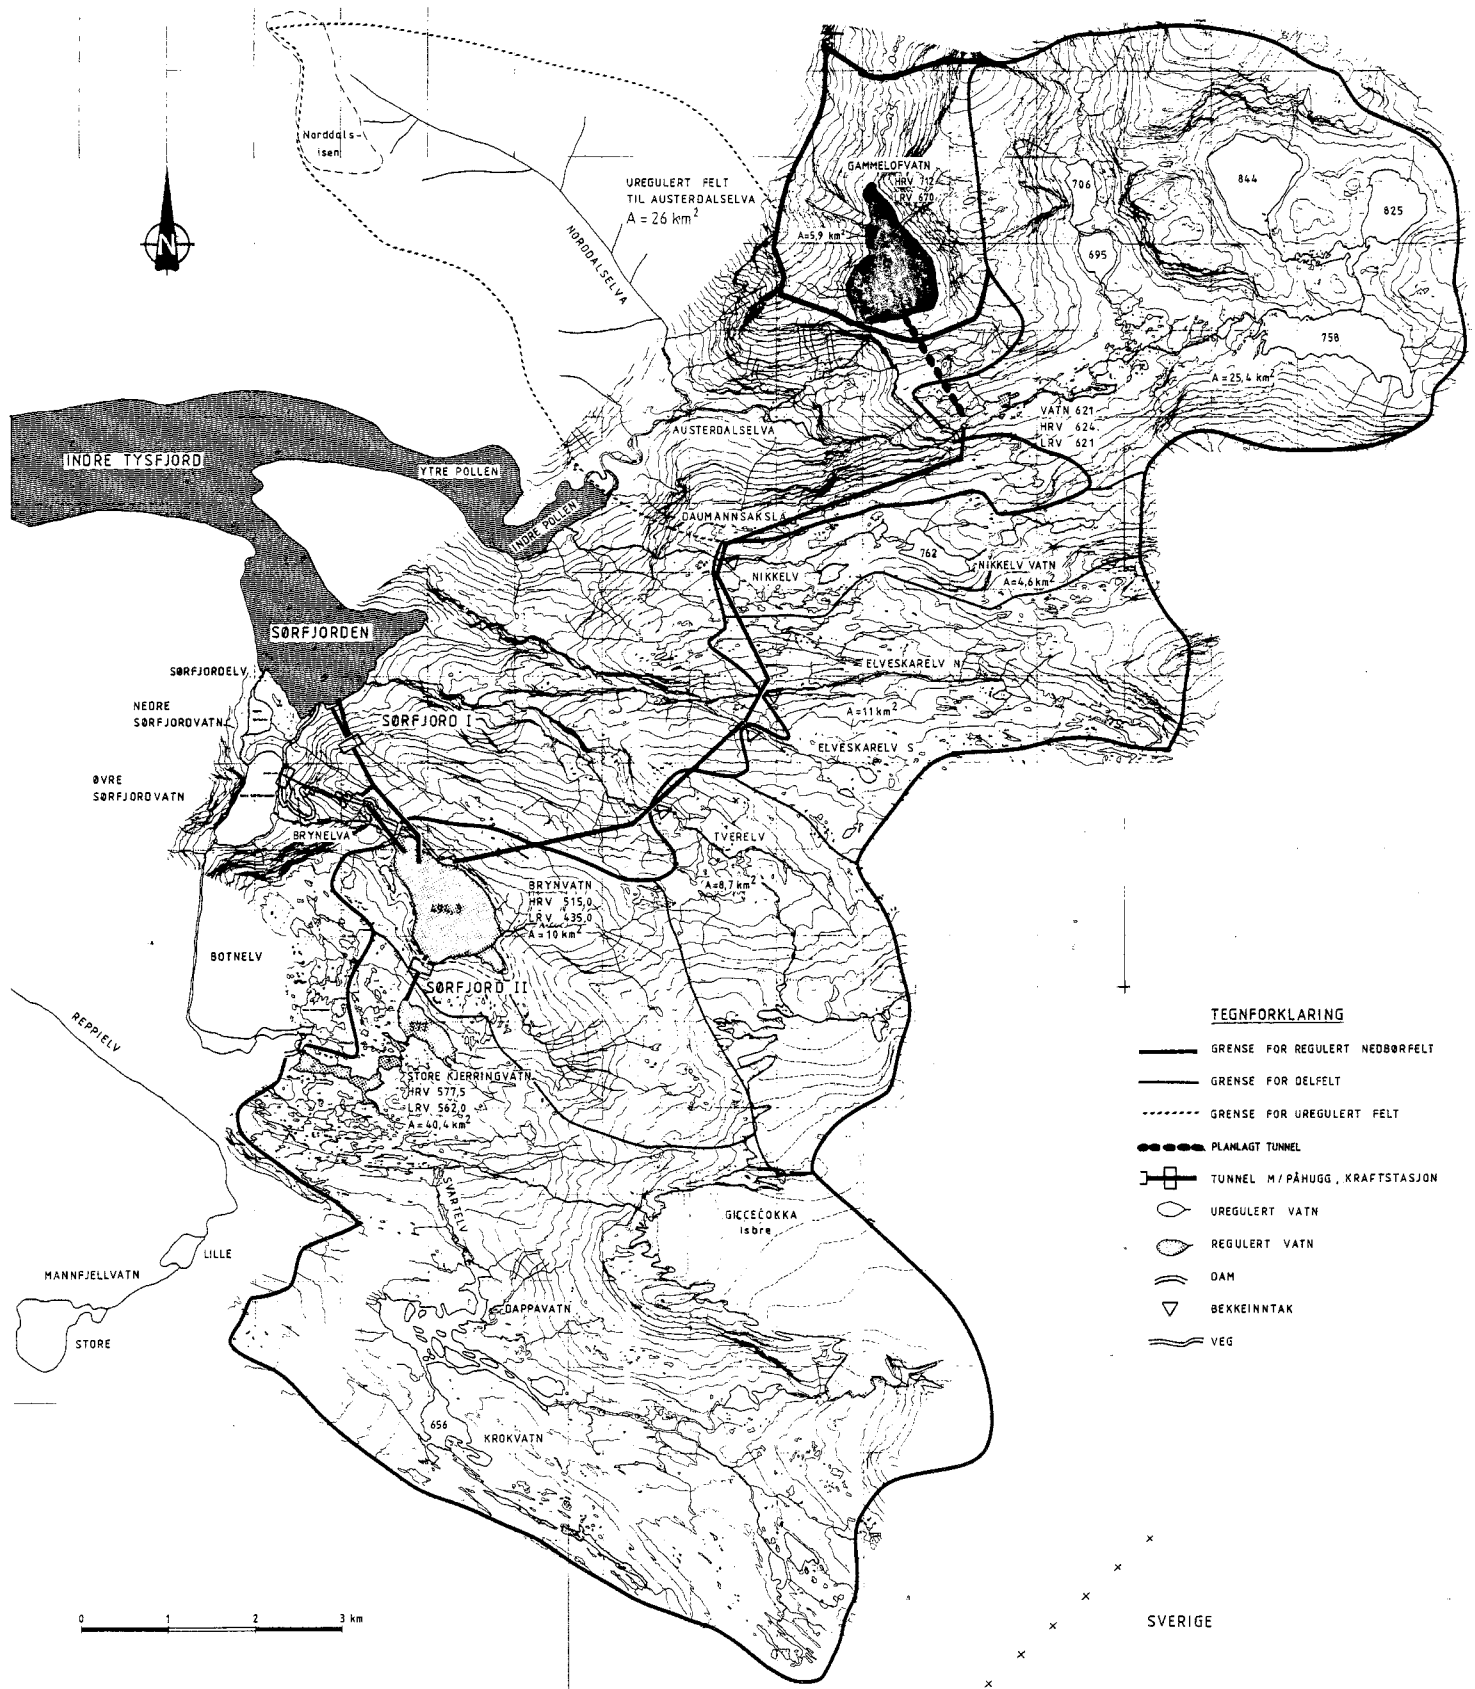 Norddals-
isen
UREGULERT FELT
TIL AUSTERDALSELVA
A = 26 km²
NORDDALSELVA
GAMMELOFVATN
HRV 712
LRV 670
A=5,9 km²
706
844
825
695
758
A=25,4 km²
VATN 621
HRV 624
LRV 621
AUSTERDALSELVA
INDRE TYSFJORD
YTRE POLLEN
INDRE POLLEN
DAUMANNSAKSLA
762
NIKKELV
NIKKELV VATN
A=4,6 km²
SØRFJORDEN
SØRFJORDELV
ELVESKARELV N
NEDRE
SØRFJORDVATN
SØRFJORD I
A=11 km²
ELVESKARELV S
ØVRE
SØRFJORDVATN
BRYNELVA
TVERELV
A=8,7 km²
BRYNVATN
HRV 515,0
LRV 435,0
A=10 km²
494,9
BOTNELV
SØRFJORD II
REPPIELV
577
STORE KJERRINGVATN
HRV 577,5
LRV 562,0
A=40,4 km²
SVARTELV
GICCEČOKKA
isbre
LILLE
MANNFJELLVATN
STORE
DAPPAVATN
656
KROKVATN
TEGNFORKLARING
GRENSE FOR REGULERT NEDBØRFELT
GRENSE FOR DELFELT
GRENSE FOR UREGULERT FELT
PLANLAGT TUNNEL
TUNNEL M/PÅHUGG, KRAFTSTASJON
UREGULERT VATN
REGULERT VATN
DAM
BEKKEINNTAK
VEG
0 1 2 3 km
SVERIGE
N